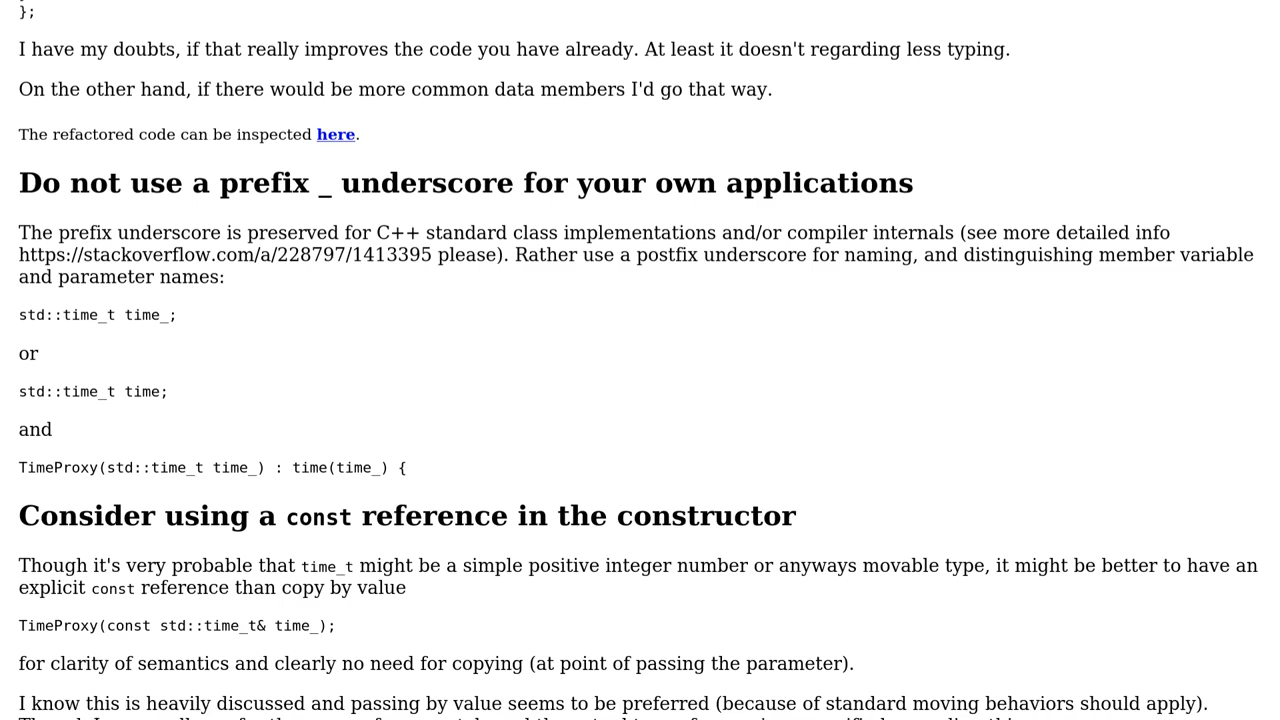 };
I have my doubts, if that really improves the code you have already. At least it doesn't regarding less typing.
On the other hand, if there would be more common data members I'd go that way.
The refactored code can be inspected here.
Do not use a prefix _ underscore for your own applications
The prefix underscore is preserved for C++ standard class implementations and/or compiler internals (see more detailed info
https://stackoverflow.com/a/228797/1413395 please). Rather use a postfix underscore for naming, and distinguishing member variable
and parameter names:
std::time_t time_;
or
std::time_t time;
and
TimeProxy(std::time_t time_) : time(time_) {
Consider using a const reference in the constructor
Though it's very probable that time_t might be a simple positive integer number or anyways movable type, it might be better to have an
explicit const reference than copy by value
TimeProxy(const std::time_t& time_);
for clarity of semantics and clearly no need for copying (at point of passing the parameter).
I know this is heavily discussed and passing by value seems to be preferred (because of standard moving behaviors should apply).